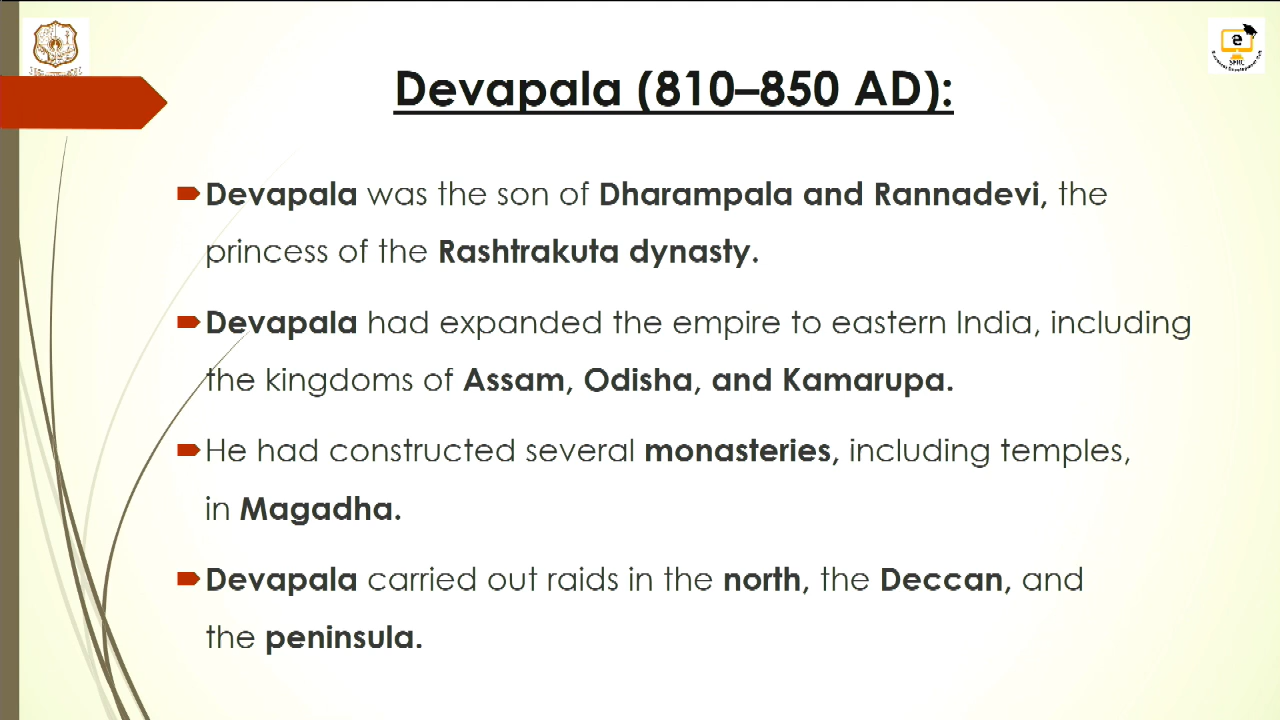 Devapala (810–850 AD):
Devapala was the son of Dharampala and Rannadevi, the
princess of the Rashtrakuta dynasty.
Devapala had expanded the empire to eastern India, including
the kingdoms of Assam, Odisha, and Kamarupa.
He had constructed several monasteries, including temples,
in Magadha.
Devapala carried out raids in the north, the Deccan, and
the peninsula.